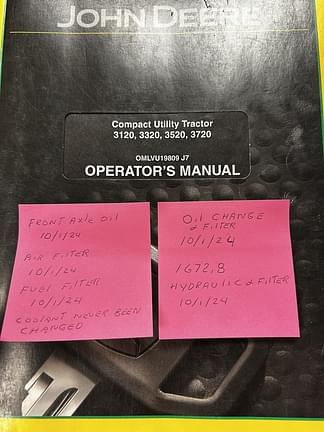 JOHN DEERE
Compact Utility Tractor
3120, 3320, 3520, 3720
OMLVU19809 J7
OPERATOR'S MANUAL
FRONT AXLE OIL
10/1/24
AIR FILTER
10/1/24
FUEL FILTER
10/1/24
COOLANT NEVER BEEN
CHANGED
OIL CHANGE
& FILTER
10/1/24
1672.8
HYDRAULIC & FILTER
10/1/24